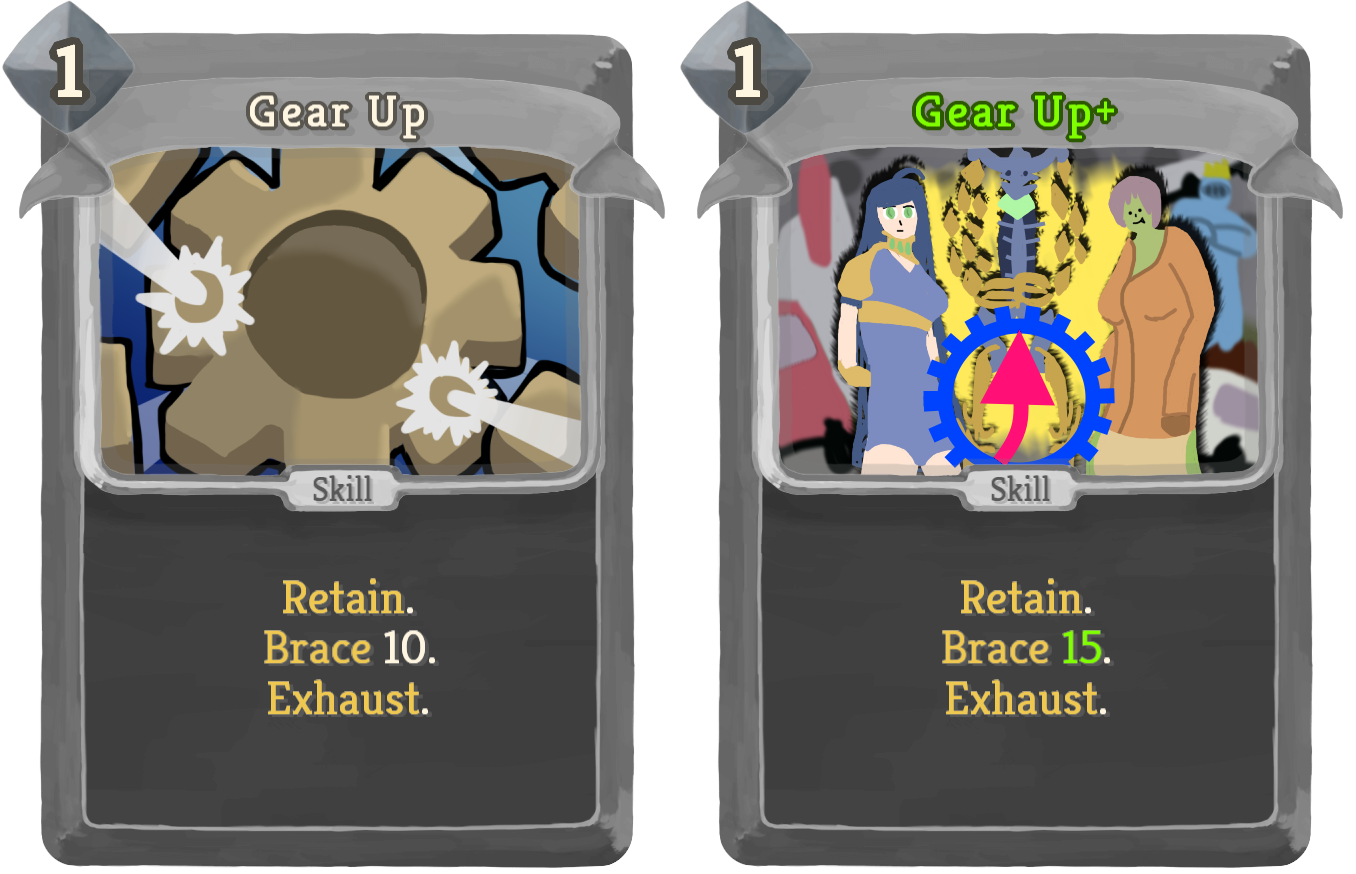 1
Gear Up
Skill
Retain.
Brace 10.
Exhaust.
1
Gear Up+
Skill
Retain.
Brace 15.
Exhaust.